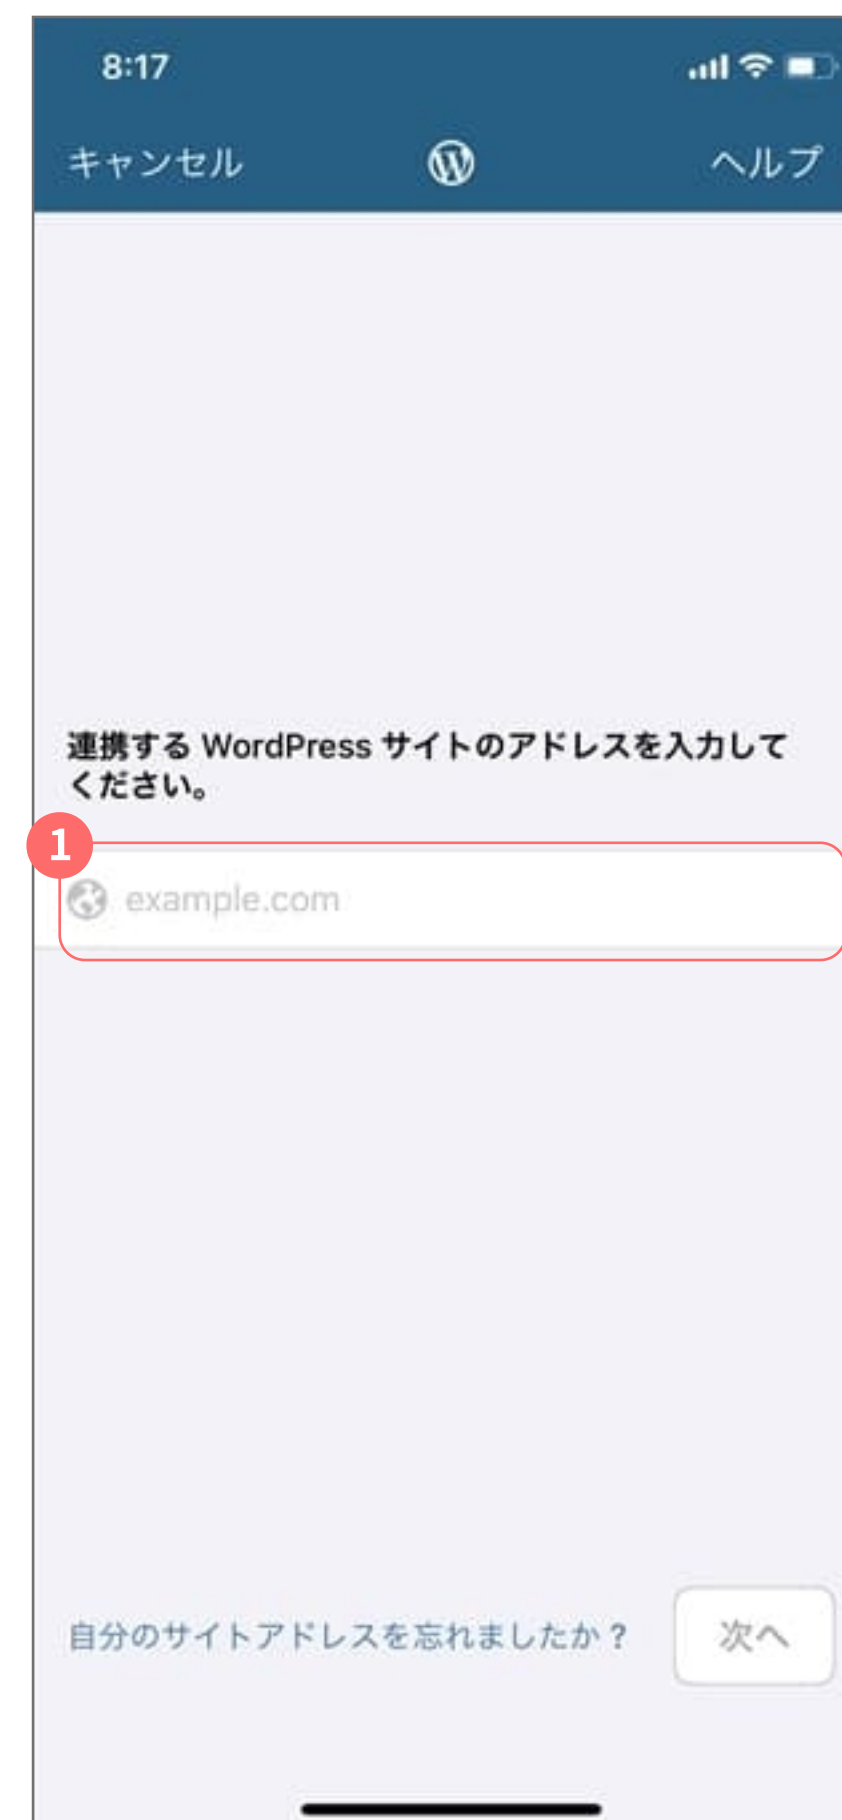 8:17
キャンセル
ヘルプ
連携する WordPress サイトのアドレスを入力して
ください。
1
example.com
自分のサイトアドレスを忘れましたか？
次へ